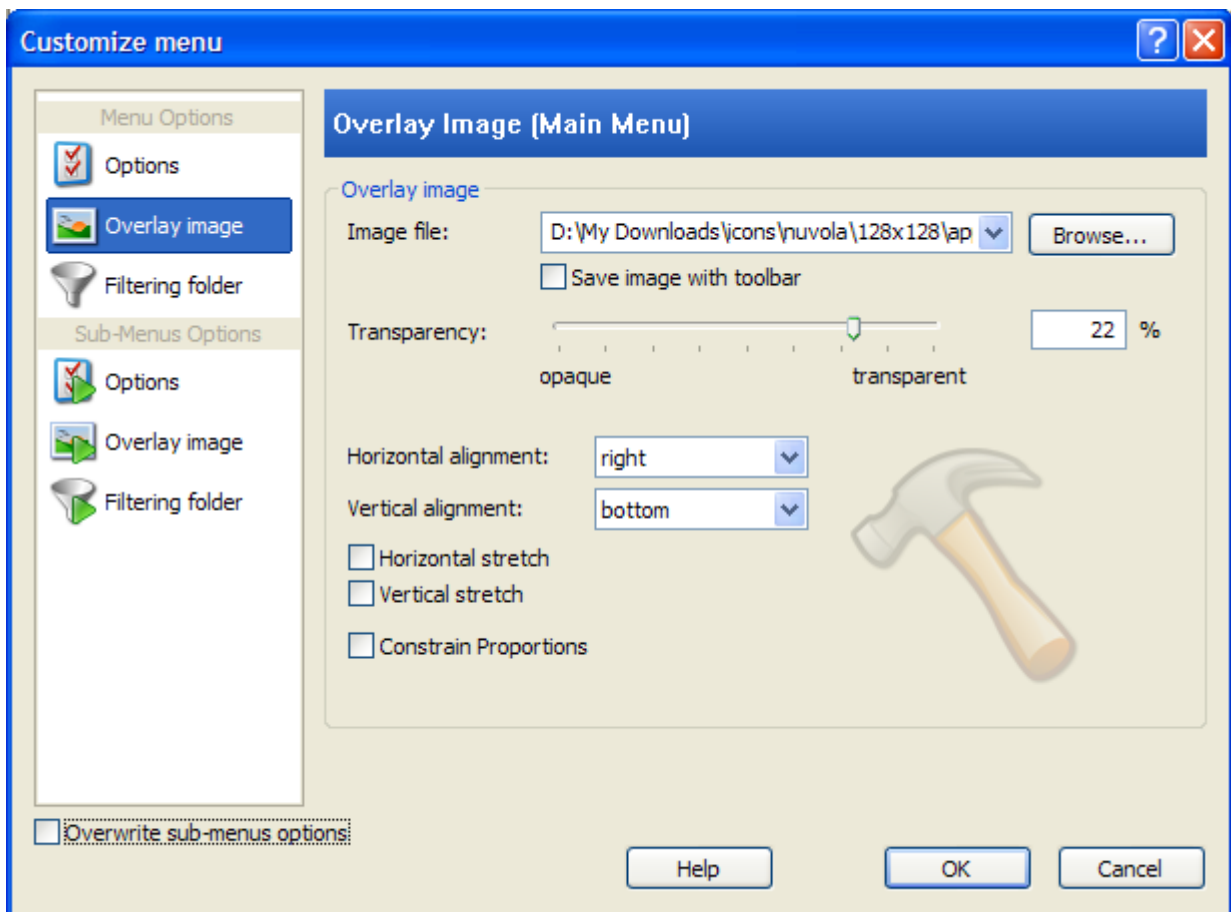 Customize menu
Menu Options
Options
Overlay image
Filtering folder
Sub-Menus Options
Options
Overlay image
Filtering folder
Overwrite sub-menus options
Overlay Image (Main Menu)
Overlay image
Image file: D:\My Downloads\icons\nuvola\128x128\ap Browse...
Save image with toolbar
Transparency: 22 %
opaque transparent
Horizontal alignment: right
Vertical alignment: bottom
Horizontal stretch
Vertical stretch
Constrain Proportions
Help OK Cancel